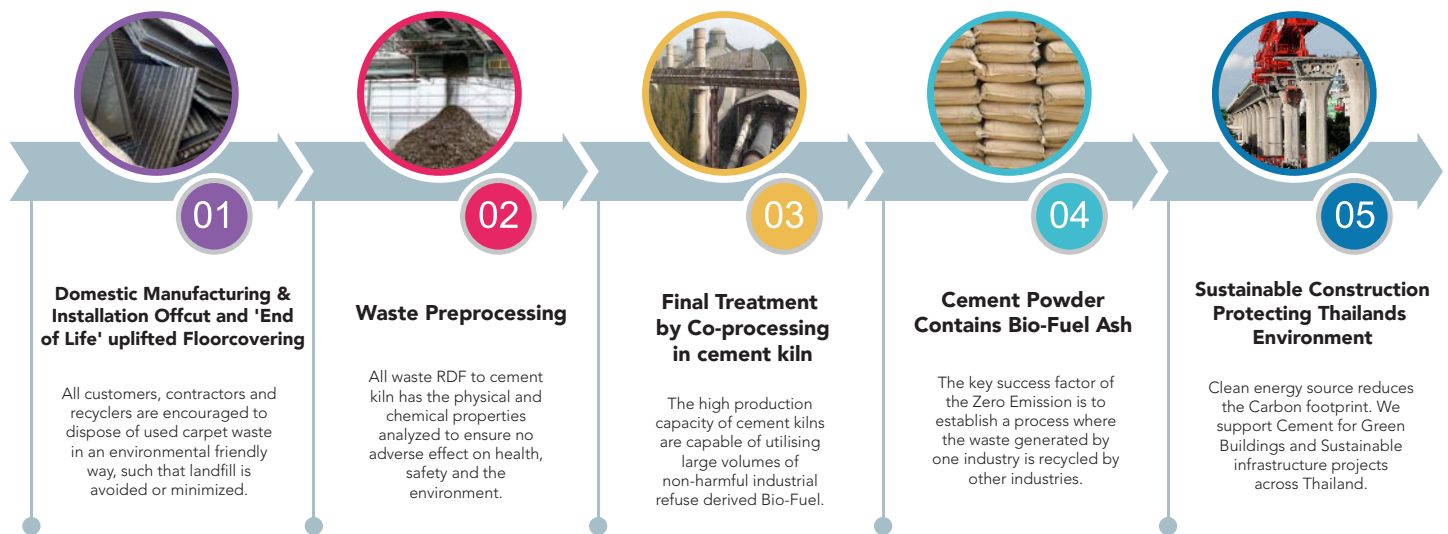 01
Domestic Manufacturing &
Installation Offcut and 'End
of Life' uplifted Floorcovering
All customers, contractors and
recyclers are encouraged to
dispose of used carpet waste
in an environmental friendly
way, such that landfill is
avoided or minimized.
02
Waste Preprocessing
All waste RDF to cement
kiln has the physical and
chemical properties
analyzed to ensure no
adverse effect on health,
safety and the
environment.
03
Final Treatment
by Co-processing
in cement kiln
The high production
capacity of cement kilns
are capable of utilising
large volumes of
non-harmful industrial
refuse derived Bio-Fuel.
04
Cement Powder
Contains Bio-Fuel Ash
The key success factor of
the Zero Emission is to
establish a process where
the waste generated by
one industry is recycled by
other industries.
05
Sustainable Construction
Protecting Thailands
Environment
Clean energy source reduces
the Carbon footprint. We
support Cement for Green
Buildings and Sustainable
infrastructure projects
across Thailand.